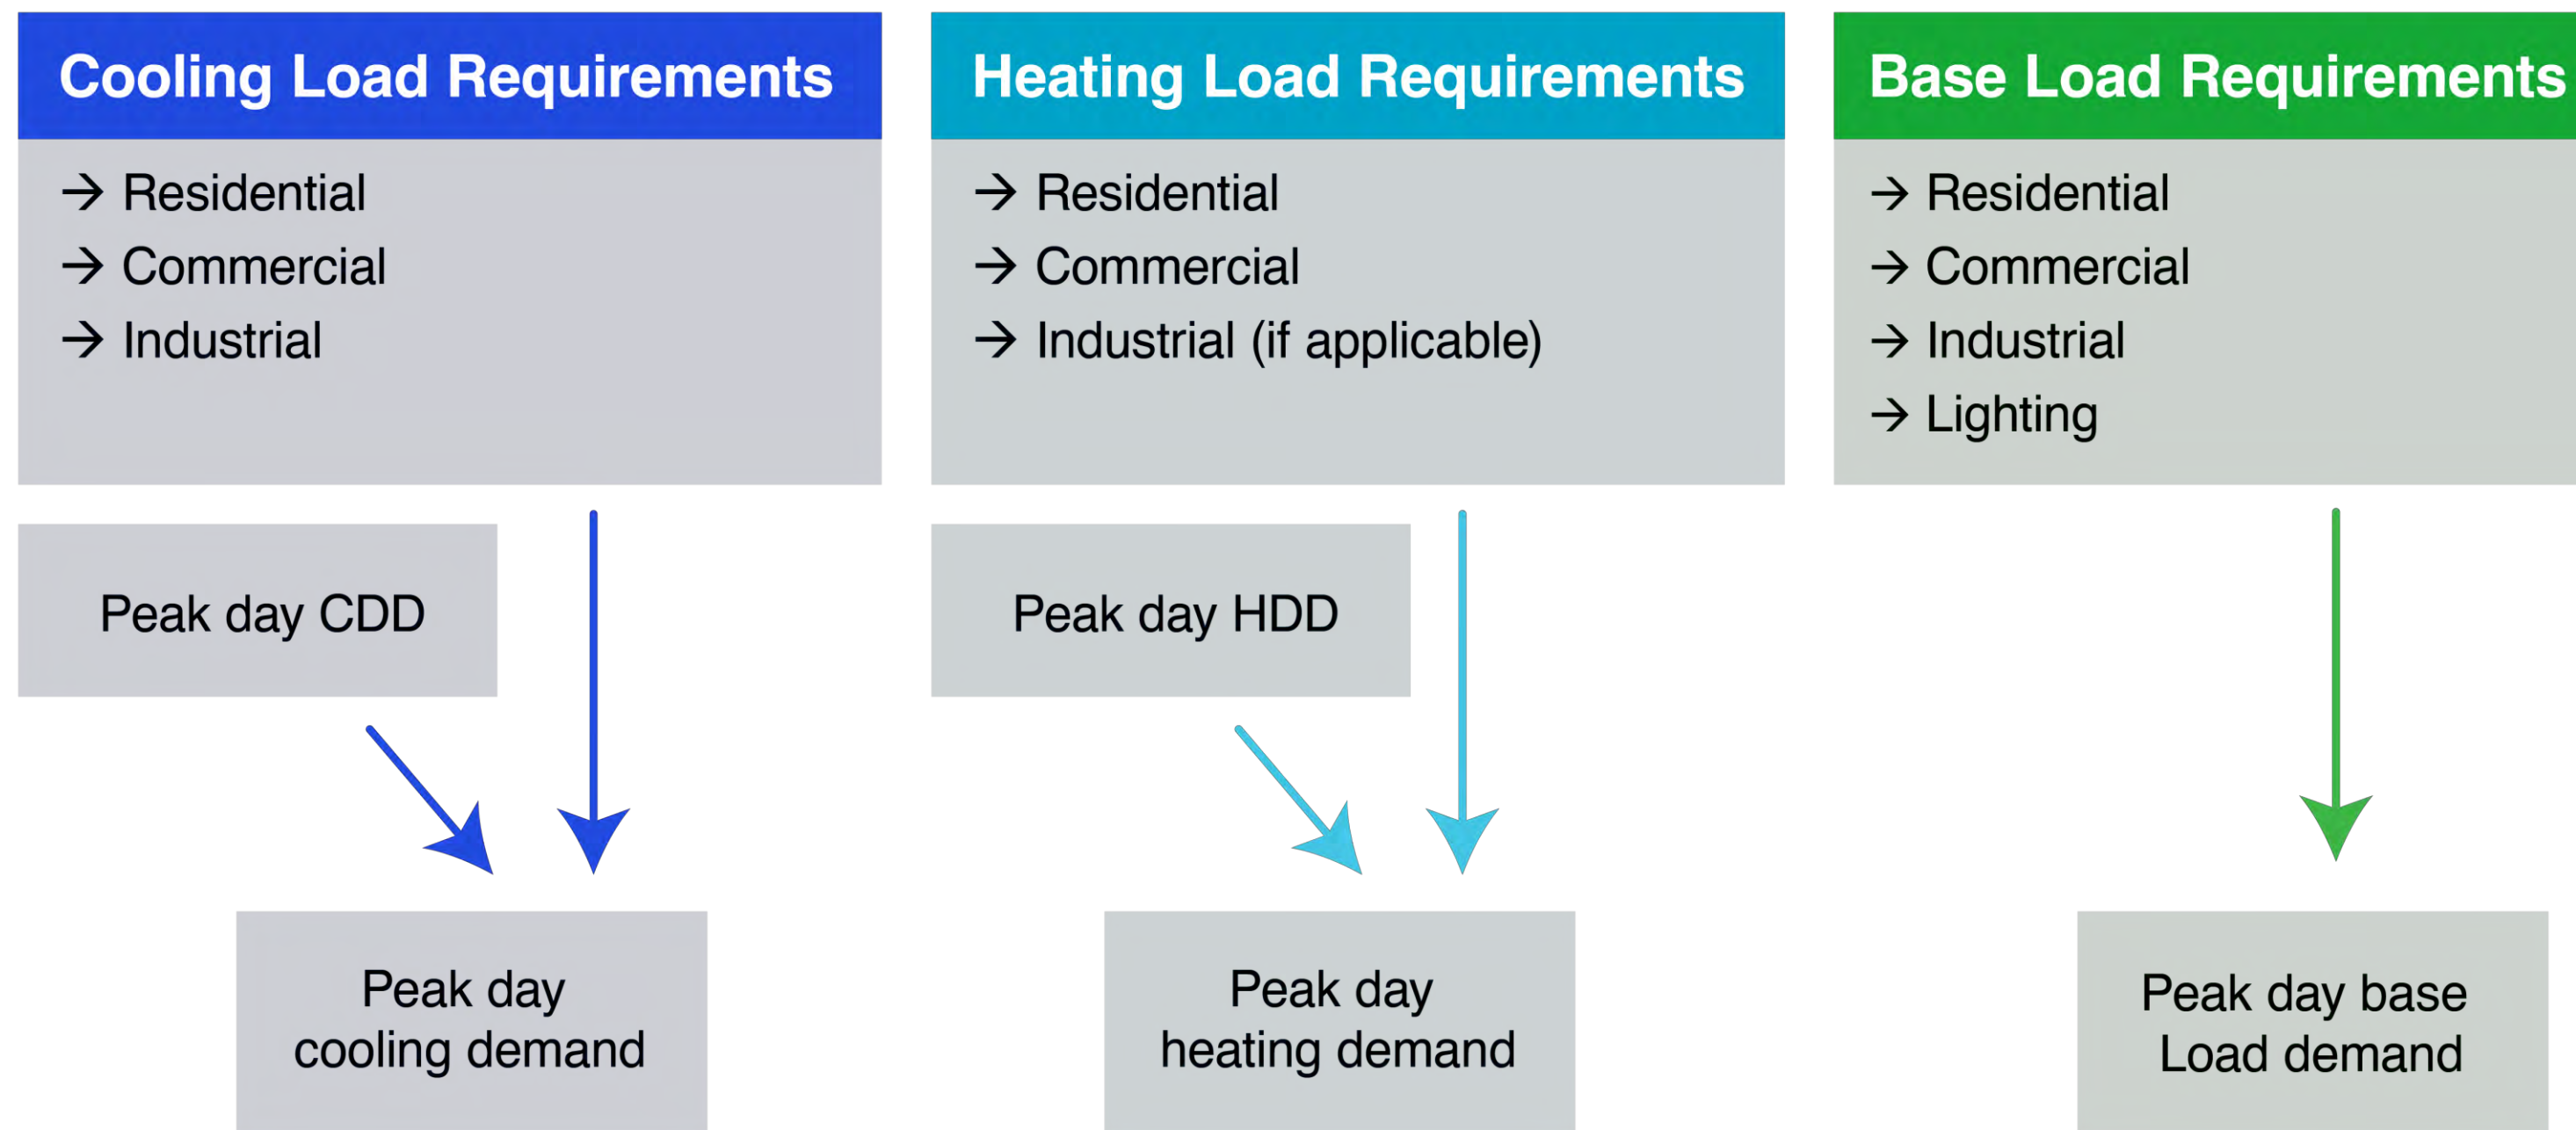 Cooling Load Requirements
→ Residential
→ Commercial
→ Industrial
Heating Load Requirements
→ Residential
→ Commercial
→ Industrial (if applicable)
Base Load Requirements
→ Residential
→ Commercial
→ Industrial
→ Lighting
Peak day CDD
Peak day HDD
Peak day
cooling demand
Peak day
heating demand
Peak day base
Load demand